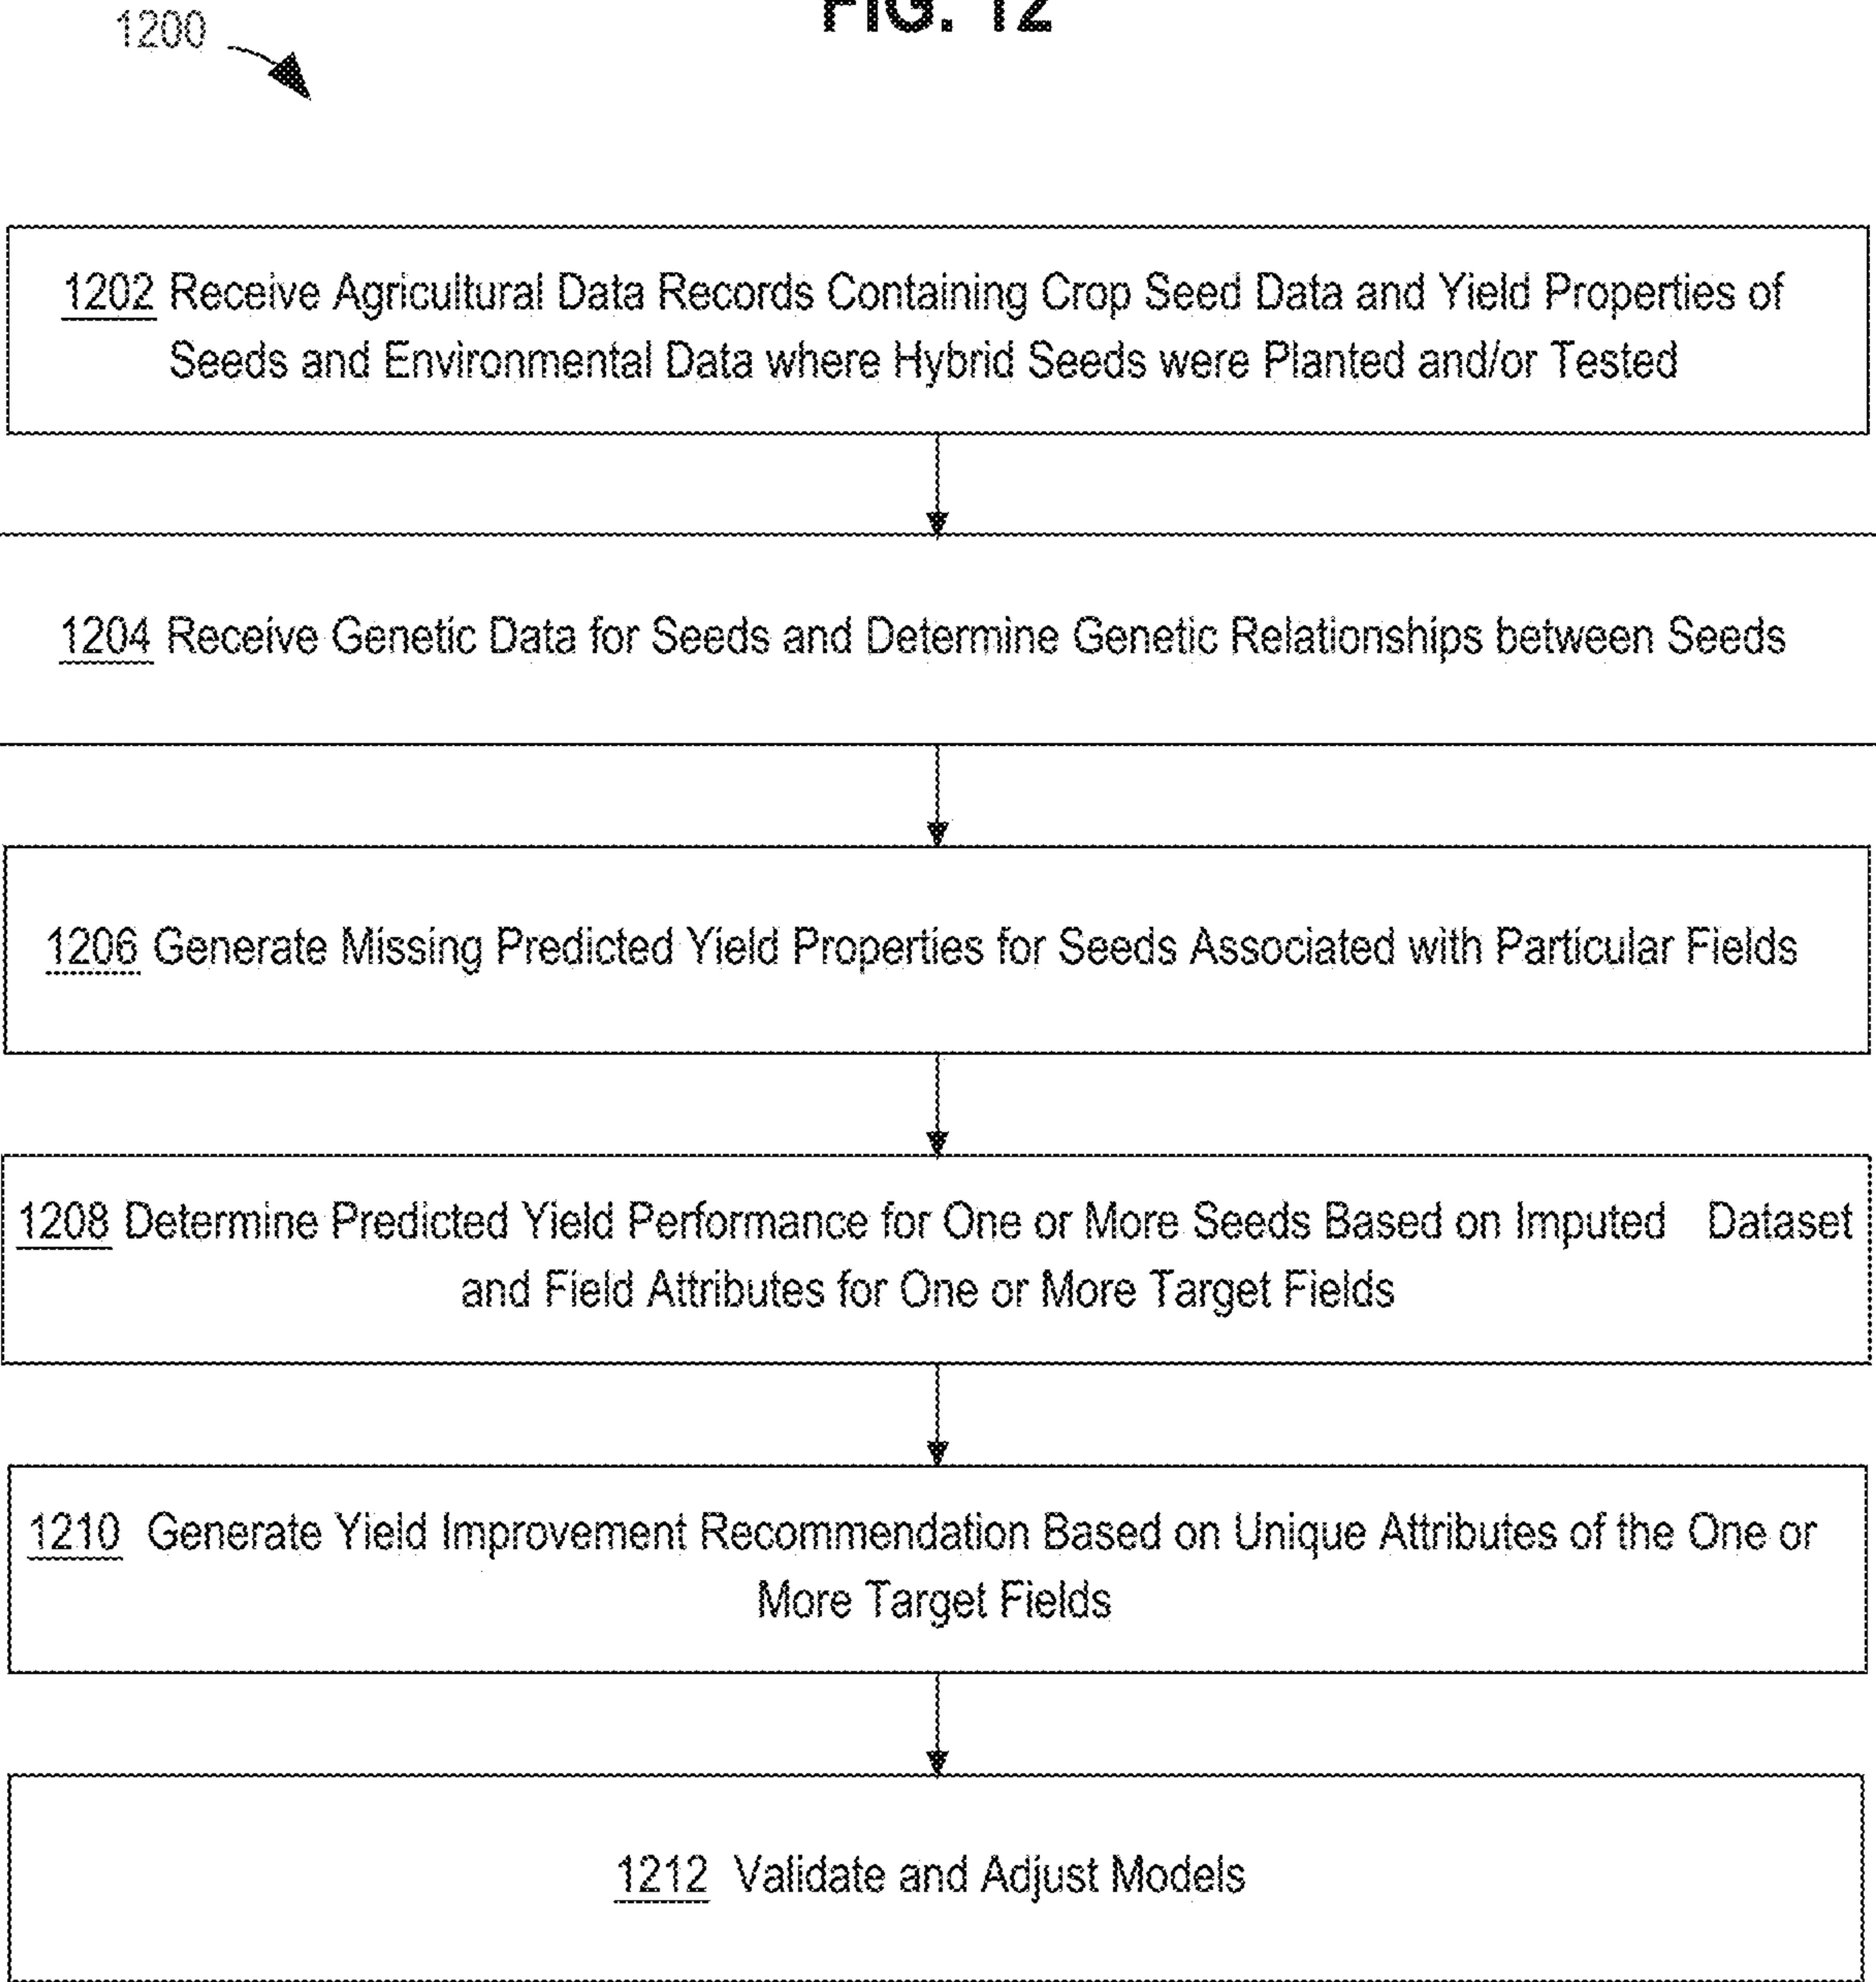 FIG. 12
1200
1202 Receive Agricultural Data Records Containing Crop Seed Data and Yield Properties of
Seeds and Environmental Data where Hybrid Seeds were Planted and/or Tested
1204 Receive Genetic Data for Seeds and Determine Genetic Relationships between Seeds
1206 Generate Missing Predicted Yield Properties for Seeds Associated with Particular Fields
1208 Determine Predicted Yield Performance for One or More Seeds Based on Imputed Dataset
and Field Attributes for One or More Target Fields
1210 Generate Yield Improvement Recommendation Based on Unique Attributes of the One or
More Target Fields
1212 Validate and Adjust Models